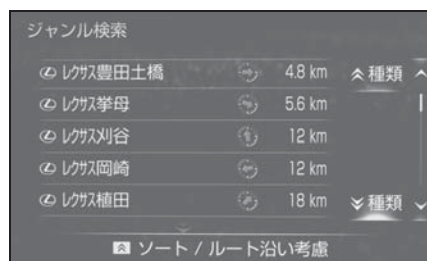 ジャンル検索
レクサス豊田土橋 4.8 km
種類
レクサス挙母 5.6 km
レクサス刈谷 12 km
レクサス岡崎 12 km
レクサス植田 18 km
種類
ソート / ルート沿い考慮